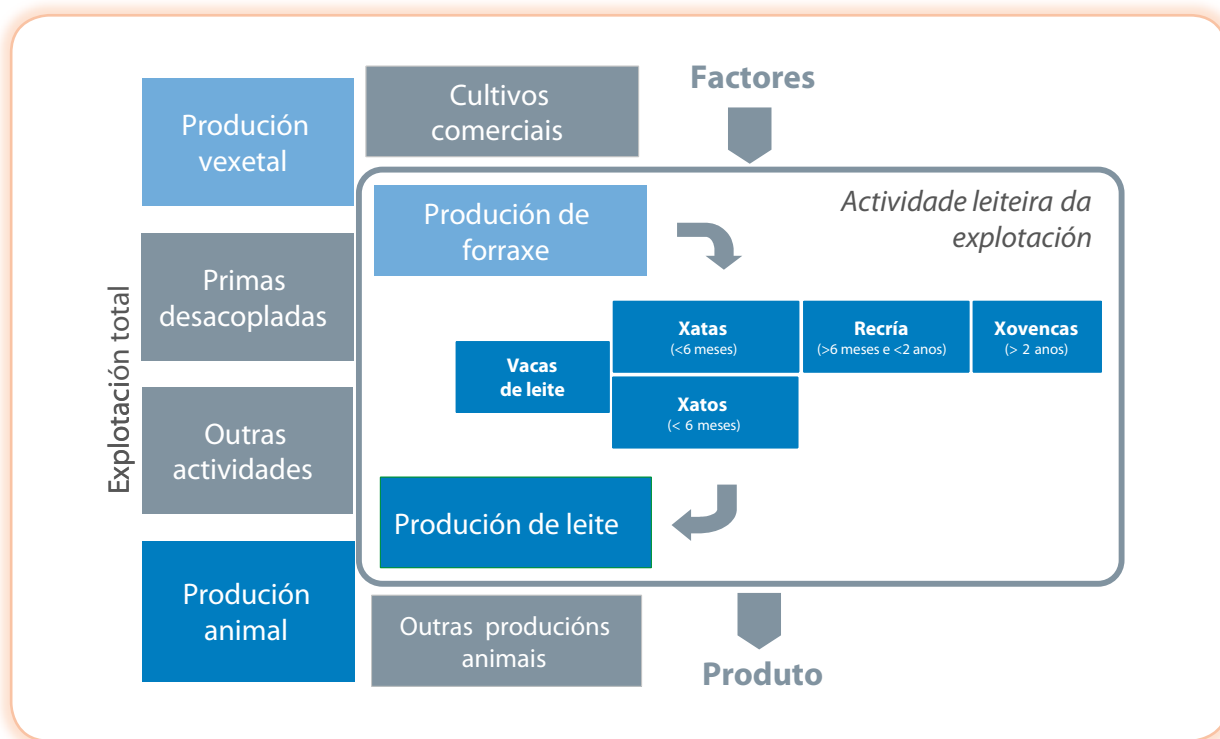 Explotación total
Produción
vexetal
Primas
desacopladas
Outras
actividades
Produción
animal
Cultivos
comerciais
Factores
Actividade leiteira da
explotación
Produción de
forraxe
Vacas
de leite
Xatas
(<6 meses)
Recría
(>6 meses e <2 anos)
Xovencas
(> 2 anos)
Xatos
(< 6 meses)
Produción de leite
Outras producións
animais
Produto